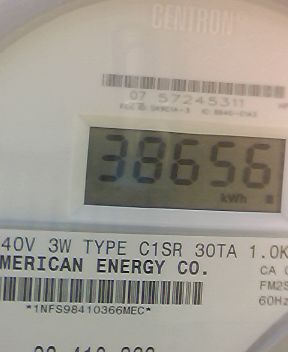 CENTRON
07 57245311
38656
kWh
40V 3W TYPE C1SR 30TA 1.0K
MERICAN ENERGY CO.
CA
FM2S
60Hz
*1NFS98410366MEC*